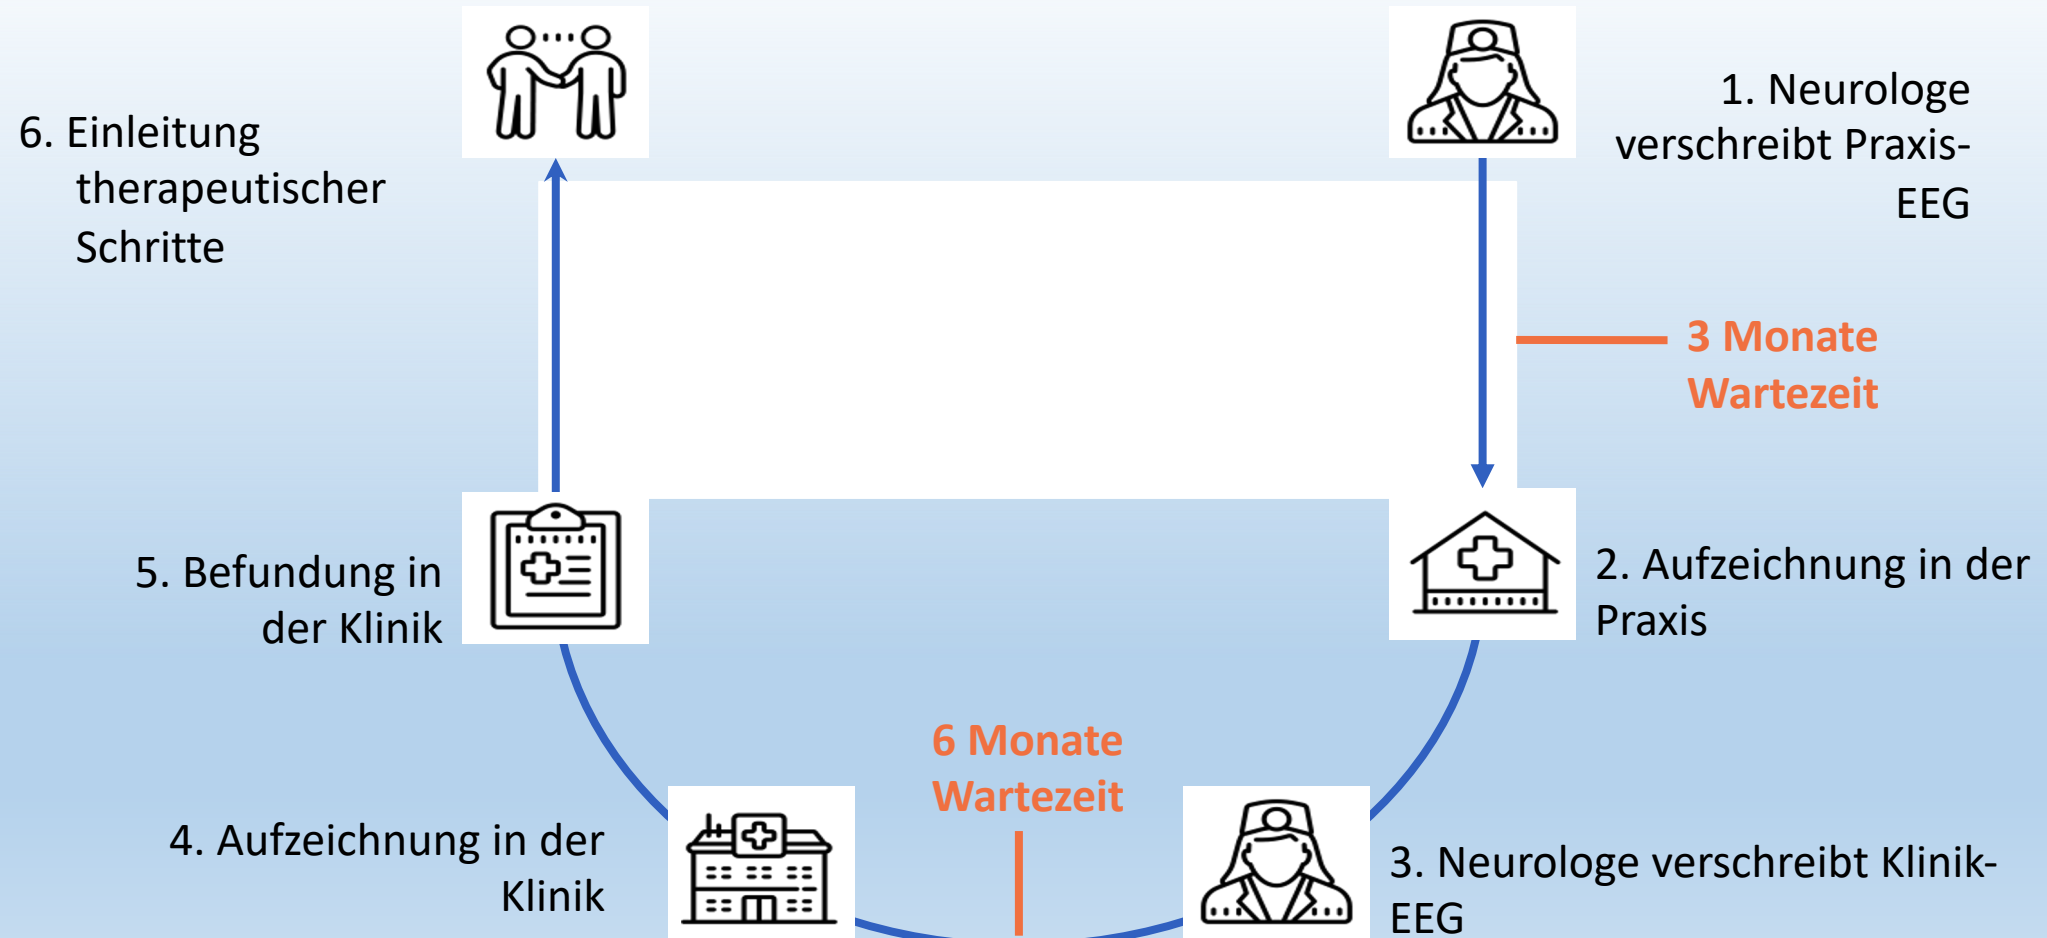 1. Neurologe
verschreibt Praxis-
EEG
3 Monate
Wartezeit
2. Aufzeichnung in der
Praxis
3. Neurologe verschreibt Klinik-
EEG
6 Monate
Wartezeit
4. Aufzeichnung in der
Klinik
5. Befundung in
der Klinik
6. Einleitung
therapeutischer
Schritte